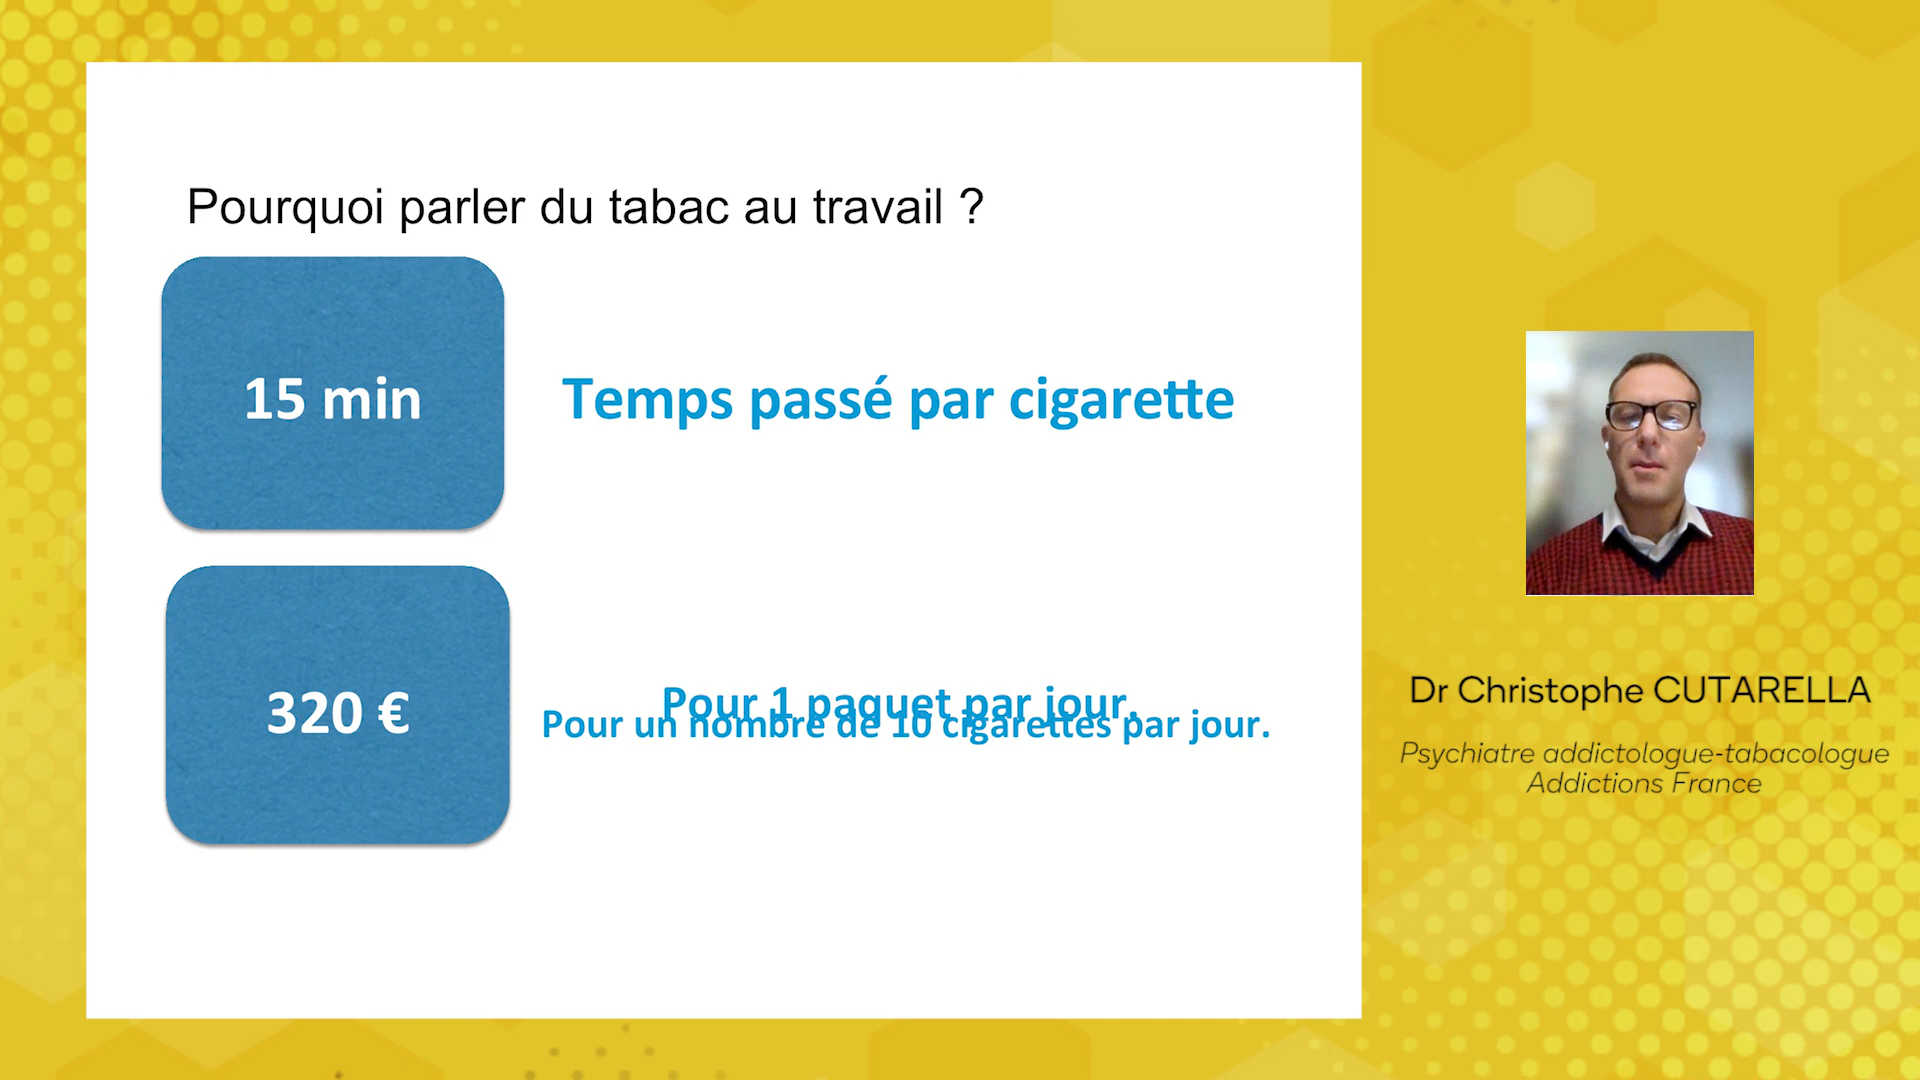 Pourquoi parler du tabac au travail ?
15 min
Temps passé par cigarette
320 €
Pour 1 paquet par jour.
Pour un nombre de 10 cigarettes par jour.
Dr Christophe CUTARELLA
Psychiatre addictologue-tabacologue
Addictions France